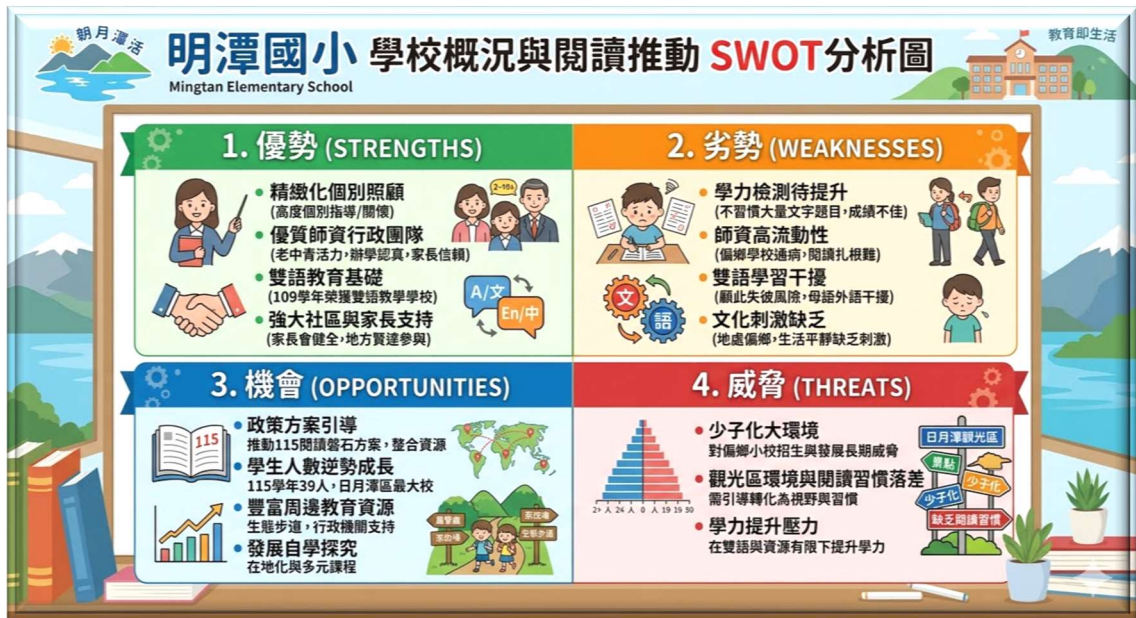 朝月潭活
明潭國小 學校概況與閱讀推動 SWOT分析圖
Mingtan Elementary School
教育即生活
1. 優勢 (STRENGTHS)
精緻化個別照顧
(高度個別指導/關懷)
優質師資行政團隊
(老中青活力,辦學認真,家長信賴)
雙語教育基礎
(109學年榮獲雙語教學學校)
強大社區與家長支持
(家長會健全,地方賢達參與)
A/文
En/中
2. 劣勢 (WEAKNESSES)
學力檢測待提升
(不習慣大量文字題目,成績不佳)
師資高流動性
(偏鄉學校通病,閱讀扎根難)
雙語學習干擾
(顧此失彼風險,母語外語干擾)
文化刺激缺乏
(地處偏鄉,生活平靜缺乏刺激)
文
語
3. 機會 (OPPORTUNITIES)
115
政策方案引導
推動115閱讀磐石方案,整合資源
學生人數逆勢成長
115學年39人,日月潭區最大校
豐富周邊教育資源
生態步道,行政機關支持
發展自學探究
在地化與多元課程
4. 威脅 (THREATS)
少子化大環境
對偏鄉小校招生與發展長期威脅
觀光區環境與閱讀習慣落差
需引導轉化為視野與習慣
學力提升壓力
在雙語與資源有限下提升學力
日月潭觀光區
景點
少子化
少子化
缺乏閱讀習慣